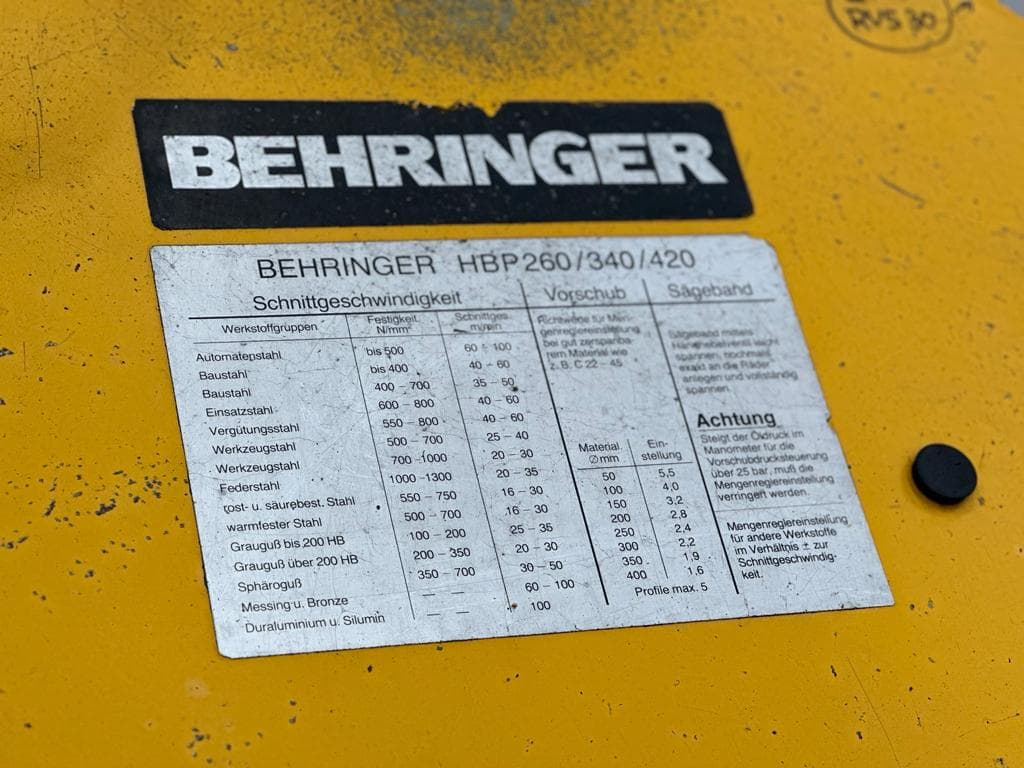 RVS 30
BEHRINGER
BEHRINGER HBP 260/340/420
Schnittgeschwindigkeit
Werkstoffgruppen Festigkeit N/mm² Schnittges. m/min
Automatenstahl bis 500 60 – 100
Baustahl bis 400 40 – 60
Baustahl 400 – 700 35 – 50
Einsatzstahl 600 – 800 40 – 60
Vergütungsstahl 550 – 800 40 – 60
Werkzeugstahl 500 – 700 25 – 40
Werkzeugstahl 700 – 1000 20 – 30
Federstahl 1000 – 1300 20 – 35
rost- u. säurebest. Stahl 550 – 750 16 – 30
warmfester Stahl 500 – 700 16 – 30
Grauguß bis 200 HB 100 – 200 25 – 35
Grauguß über 200 HB 200 – 350 20 – 30
Sphäroguß 350 – 700 30 – 50
Messing u. Bronze — — 60 – 100
Duraluminium u. Silumin — — 100
Vorschub
Richtwerte für Men-
genreglereinstellung
bei gut zerspanba-
rem Material wie
z. B. C 22 – 45
Material Ein-
∅ mm stellung
50 5,5
100 4,0
150 3,2
200 2,8
250 2,4
300 2,2
350 1,9
400 1,6
Profile max. 5
Sägeband
Sägeband mittels
spannen, nochmals
exakt an die Räder
anlegen und vollständig
spannen.
Achtung
Steigt der Öldruck im
Manometer für die
Vorschubdrucksteuerung
über 25 bar, muß die
Mengenreglereinstellung
verringert werden.
Mengenreglereinstellung
für andere Werkstoffe
im Verhältnis ± zur
Schnittgeschwindig-
keit.